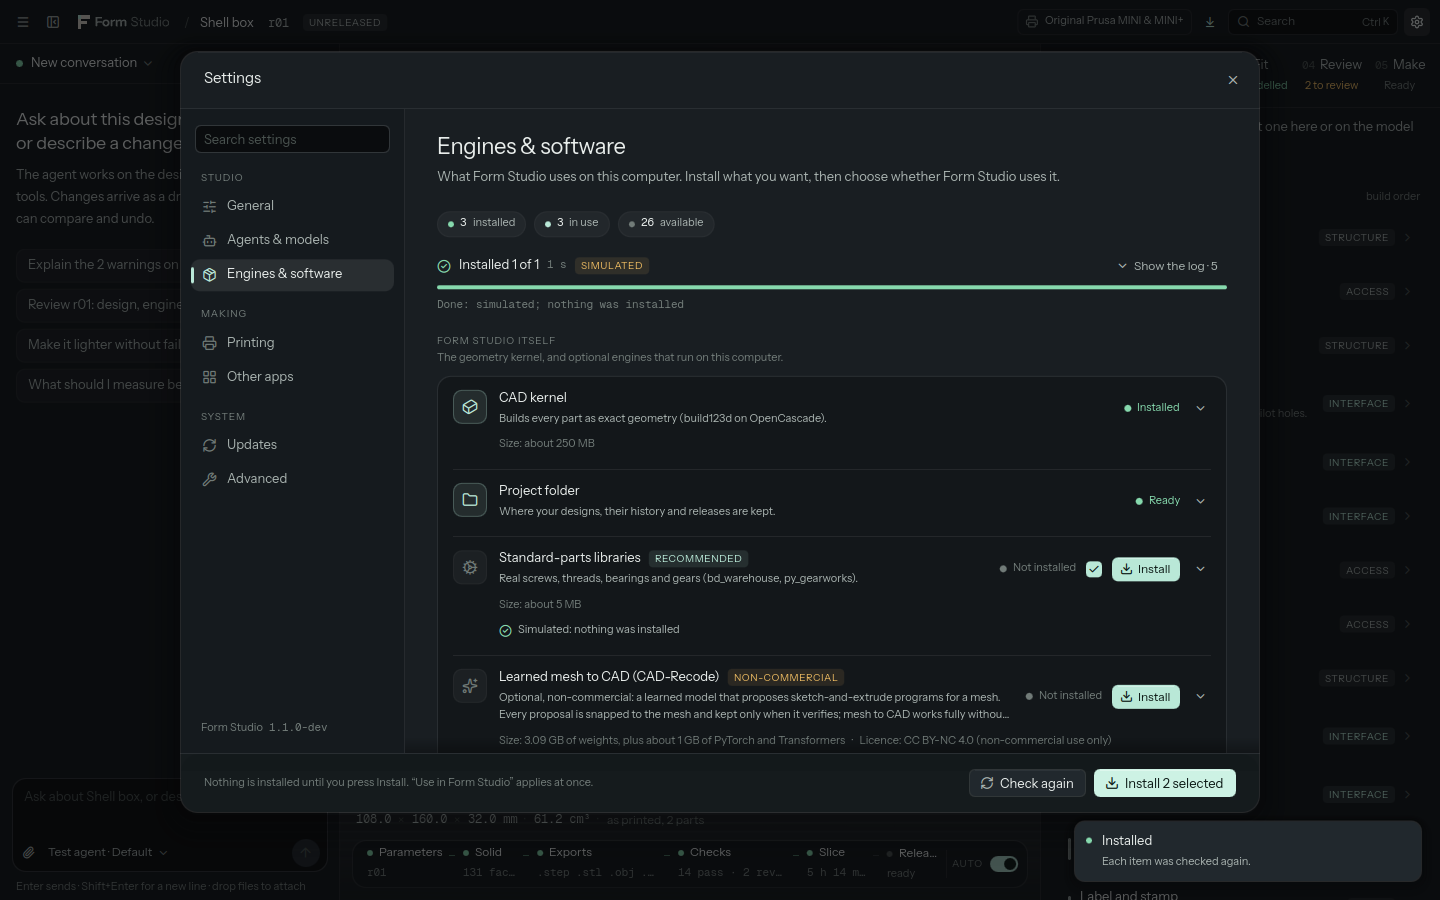 Form Studio / Shell box r01 UNRELEASED
Original Prusa MINI & MINI+
Search Ctrl K
New conversation
Ask about this design
or describe a change
The agent works on the
tools. Changes arrive as a
can compare and undo.
Explain the 2 warnings on
Review r01: design,
Make it lighter without
What should I measure
Ask about Shell box, or
Test agent · Default
Enter sends · Shift+Enter for a new line · drop files to attach
Settings
Search settings
STUDIO
General
Agents & models
Engines & software
MAKING
Printing
Other apps
SYSTEM
Updates
Advanced
Form Studio 1.1.0-dev
Engines & software
What Form Studio uses on this computer. Install what you want, then choose whether Form Studio uses it.
3 installed
3 in use
26 available
Installed 1 of 1 1 s SIMULATED
Show the log · 5
Done: simulated; nothing was installed
FORM STUDIO ITSELF
The geometry kernel, and optional engines that run on this computer.
CAD kernel
Builds every part as exact geometry (build123d on OpenCascade).
Size: about 250 MB
Installed
Project folder
Where your designs, their history and releases are kept.
Ready
Standard-parts libraries RECOMMENDED
Real screws, threads, bearings and gears (bd_warehouse, py_gearworks).
Size: about 5 MB
Simulated: nothing was installed
Not installed
Install
Learned mesh to CAD (CAD-Recode) NON-COMMERCIAL
Optional, non-commercial: a learned model that proposes sketch-and-extrude programs for a mesh.
Every proposal is snapped to the mesh and kept only when it verifies; mesh to CAD works fully withou…
Size: 3.09 GB of weights, plus about 1 GB of PyTorch and Transformers · Licence: CC BY-NC 4.0 (non-commercial use only)
Not installed
Install
Nothing is installed until you press Install. “Use in Form Studio” applies at once.
Check again
Install 2 selected
04 Review 05 Make
2 to review Ready
one here or on the model
build order
STRUCTURE
ACCESS
STRUCTURE
INTERFACE
holes.
INTERFACE
INTERFACE
ACCESS
ACCESS
STRUCTURE
INTERFACE
INTERFACE
108.0 × 160.0 × 32.0 mm 61.2 cm³ as printed, 2 parts
Parameters … Solid … Exports … Checks … Slice … Relea…
r01 131 fac… .step .stl .obj … 14 pass · 2 rev… 5 h 14 m… ready
AUTO
Installed
Each item was checked again.
Label and stamp